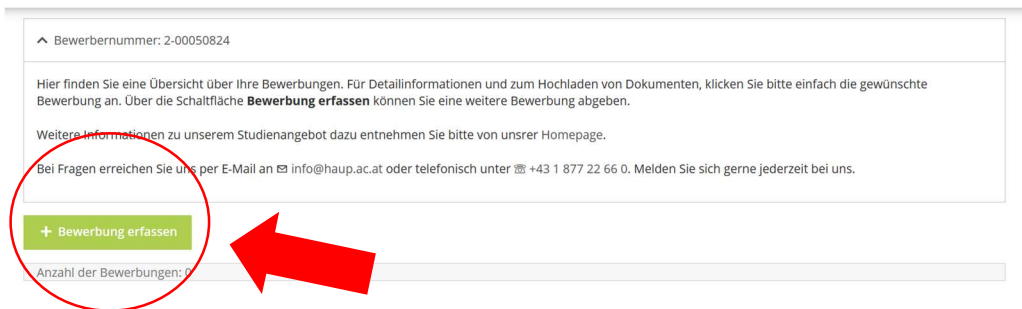 Bewerbernummer: 2-00050824
Hier finden Sie eine Übersicht über Ihre Bewerbungen. Für Detailinformationen und zum Hochladen von Dokumenten, klicken Sie bitte einfach die gewünschte
Bewerbung an. Über die Schaltfläche Bewerbung erfassen können Sie eine weitere Bewerbung abgeben.
Weitere Informationen zu unserem Studienangebot dazu entnehmen Sie bitte von unsrer Homepage.
Bei Fragen erreichen Sie uns per E-Mail an ✉ info@haup.ac.at oder telefonisch unter ☏ +43 1 877 22 66 0. Melden Sie sich gerne jederzeit bei uns.
+ Bewerbung erfassen
Anzahl der Bewerbungen: 0